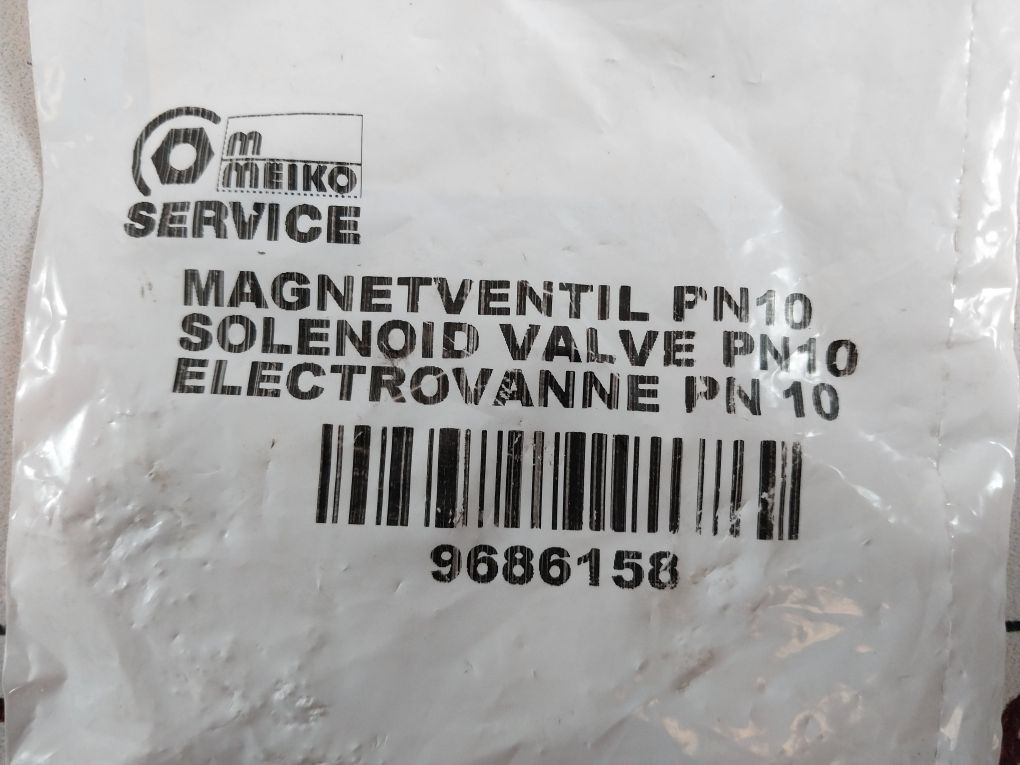 m
MEIKO
SERVICE
MAGNETVENTIL PN10
SOLENOID VALVE PN10
ELECTROVANNE PN 10
9686158